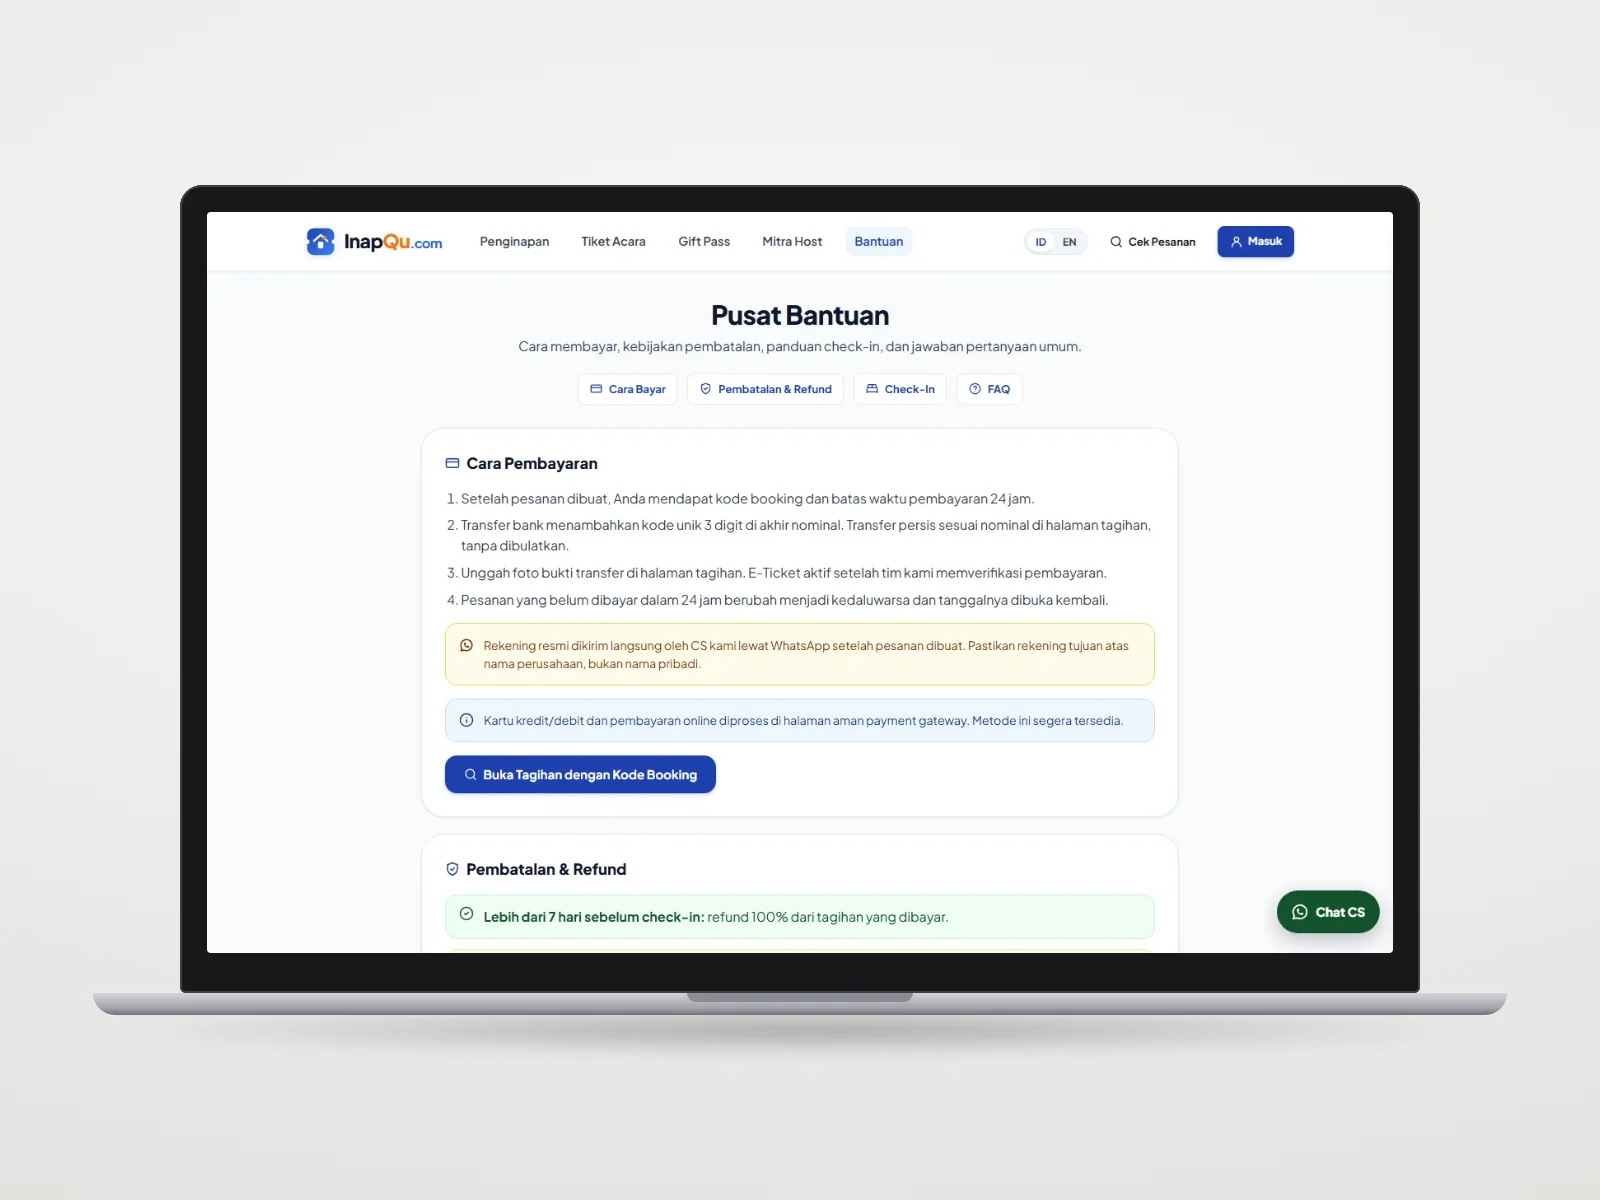 InapQu.com
Penginapan
Tiket Acara
Gift Pass
Mitra Host
Bantuan
ID EN
Cek Pesanan
Masuk
Pusat Bantuan
Cara membayar, kebijakan pembatalan, panduan check-in, dan jawaban pertanyaan umum.
Cara Bayar
Pembatalan & Refund
Check-In
FAQ
Cara Pembayaran
1. Setelah pesanan dibuat, Anda mendapat kode booking dan batas waktu pembayaran 24 jam.
2. Transfer bank menambahkan kode unik 3 digit di akhir nominal. Transfer persis sesuai nominal di halaman tagihan,
tanpa dibulatkan.
3. Unggah foto bukti transfer di halaman tagihan. E-Ticket aktif setelah tim kami memverifikasi pembayaran.
4. Pesanan yang belum dibayar dalam 24 jam berubah menjadi kedaluwarsa dan tanggalnya dibuka kembali.
Rekening resmi dikirim langsung oleh CS kami lewat WhatsApp setelah pesanan dibuat. Pastikan rekening tujuan atas
nama perusahaan, bukan nama pribadi.
Kartu kredit/debit dan pembayaran online diproses di halaman aman payment gateway. Metode ini segera tersedia.
Buka Tagihan dengan Kode Booking
Pembatalan & Refund
Lebih dari 7 hari sebelum check-in: refund 100% dari tagihan yang dibayar.
Chat CS